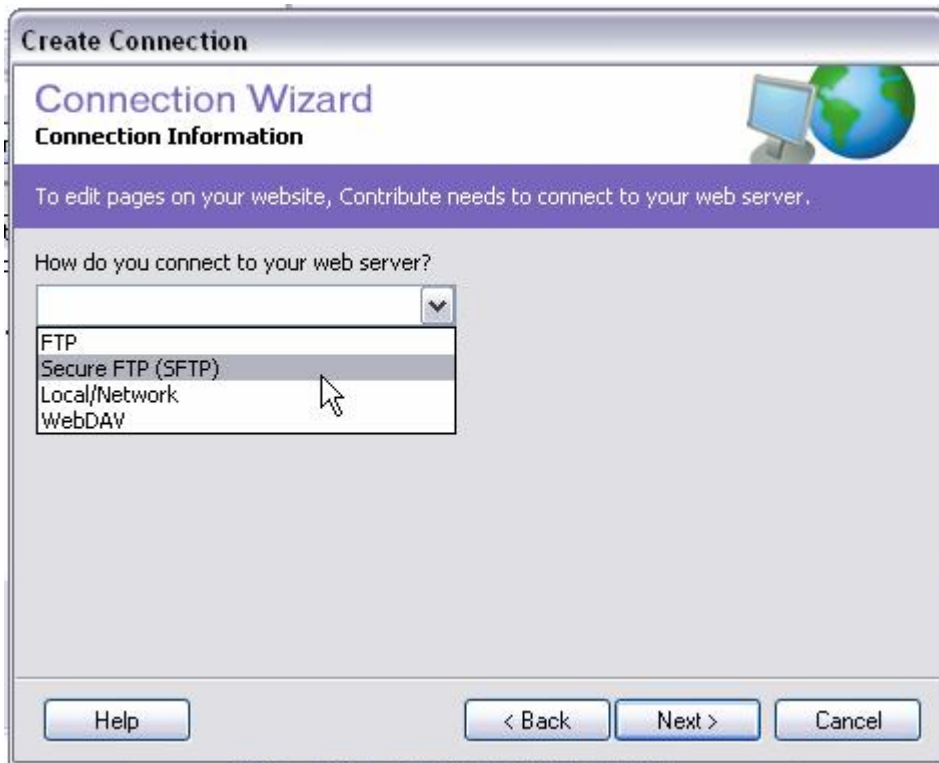 Create Connection
Connection Wizard
Connection Information
To edit pages on your website, Contribute needs to connect to your web server.
How do you connect to your web server?
FTP
Secure FTP (SFTP)
Local/Network
WebDAV
Help
< Back
Next >
Cancel